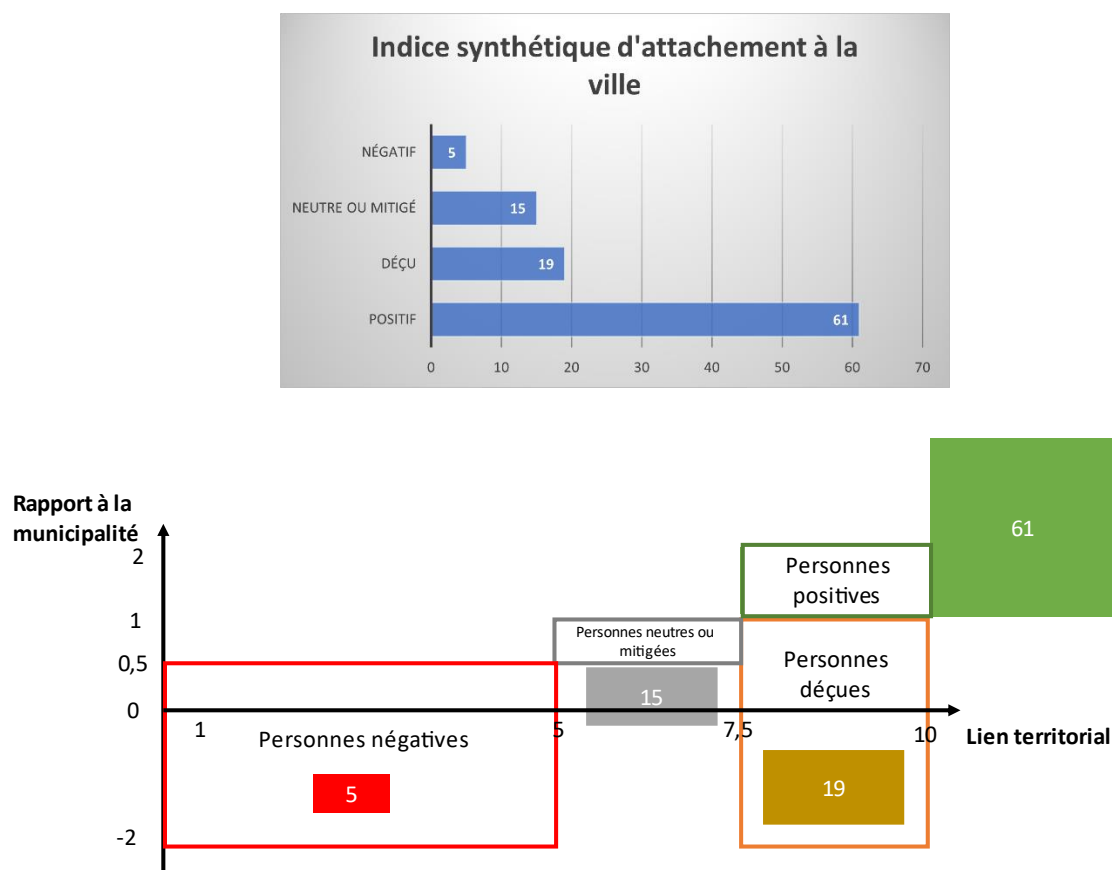 Indice synthétique d'attachement à la
ville
NÉGATIF
5
NEUTRE OU MITIGÉ
15
DÉÇU
19
POSITIF
61
0 10 20 30 40 50 60 70
Rapport à la
municipalité
61
2
Personnes
positives
1
Personnes neutres ou
mitigées
0,5
Personnes
déçues
15
0
1 5 7,5 10
Lien territorial
Personnes négatives
5
19
-2